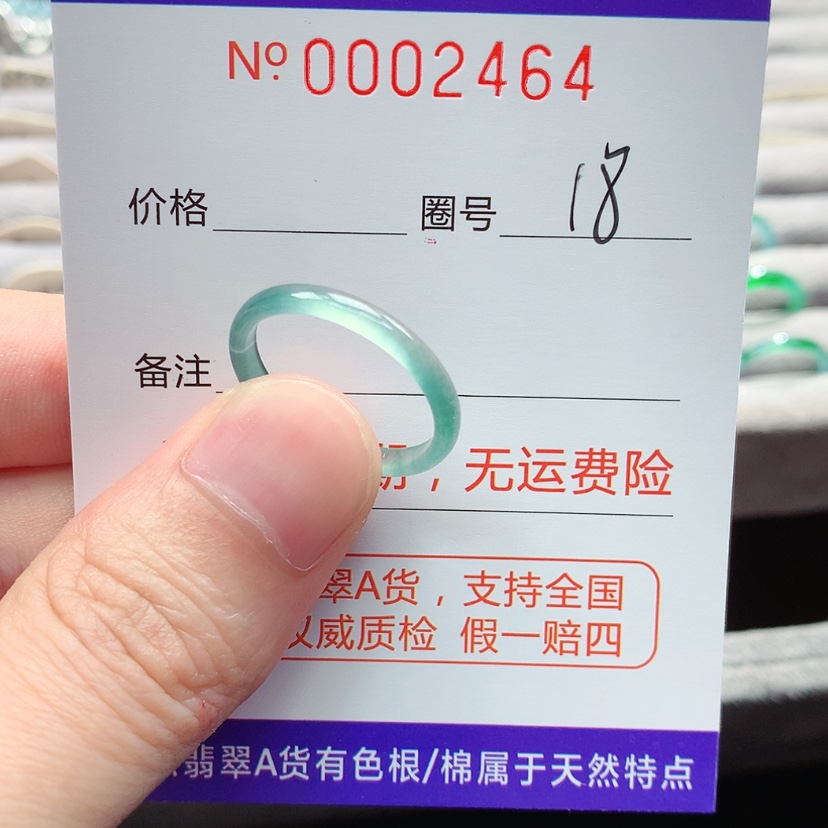 No 0002464
价格 圈号 18
备注
，无运费险
翠A货，支持全国
权威质检 假一赔四
翡翠A货有色根/棉属于天然特点